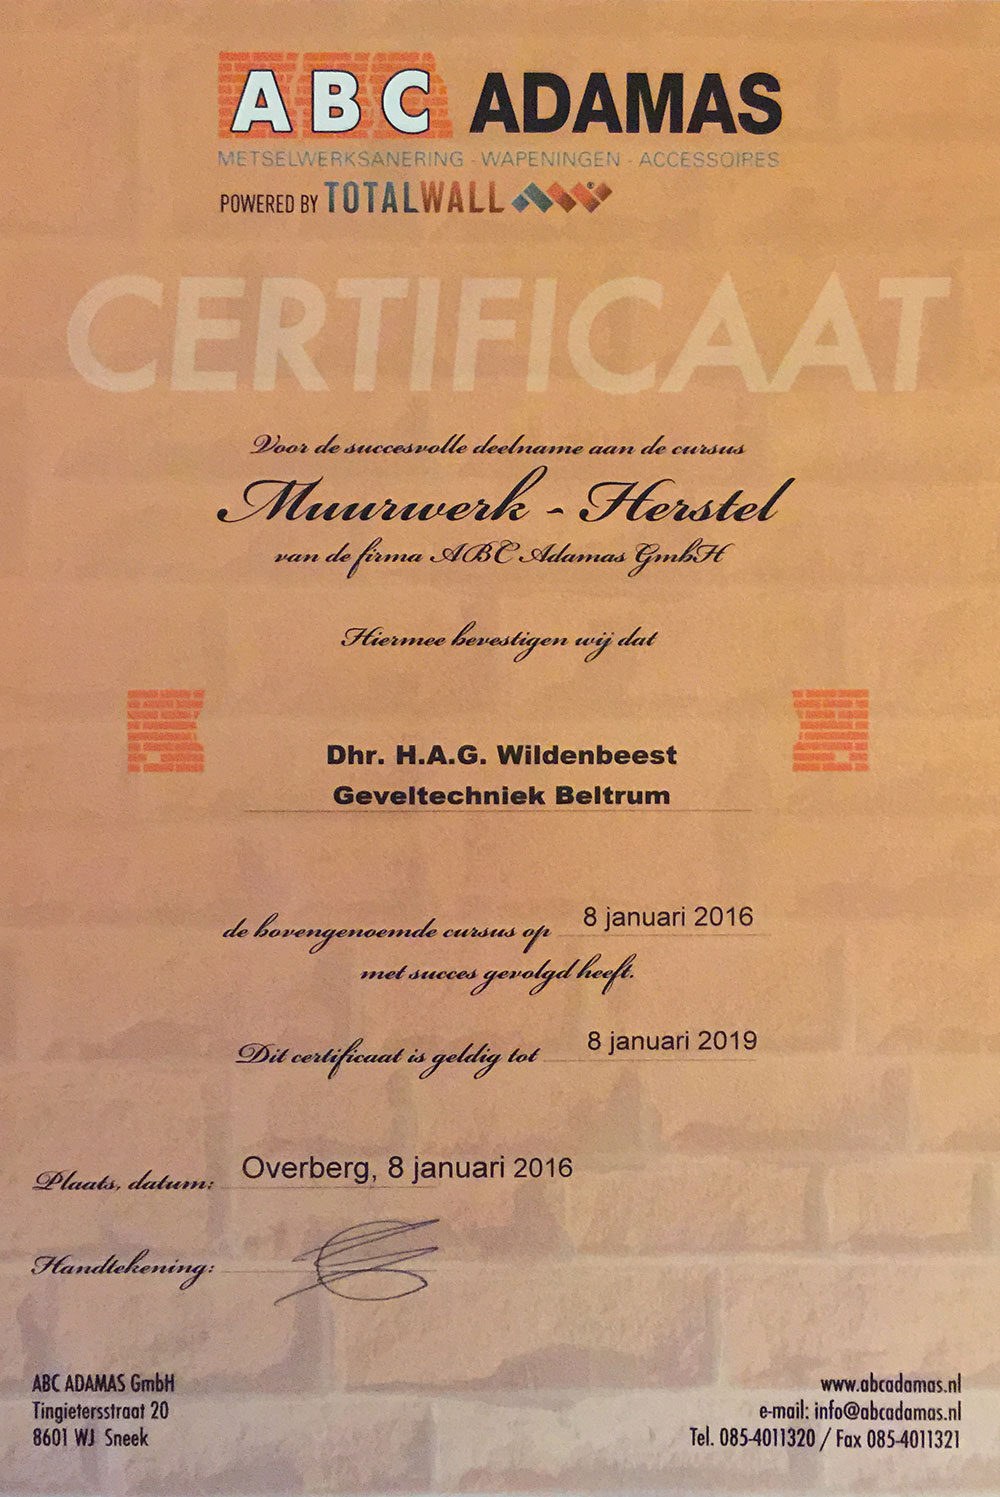 ABC ADAMAS
METSELWERKSANERING - WAPENINGEN - ACCESSOIRES
POWERED BY TOTALWALL ®
CERTIFICAAT
Voor de succesvolle deelname aan de cursus
Muurwerk - Herstel
van de firma ABC Adamas GmbH
Hiermee bevestigen wij dat
Dhr. H.A.G. Wildenbeest
Geveltechniek Beltrum
de bovengenoemde cursus op 8 januari 2016
met succes gevolgd heeft.
Dit certificaat is geldig tot 8 januari 2019
Plaats, datum: Overberg, 8 januari 2016
Handtekening:
ABC ADAMAS GmbH
Tingietersstraat 20
8601 WJ Sneek
www.abcadamas.nl
e-mail: info@abcadamas.nl
Tel. 085-4011320 / Fax 085-4011321